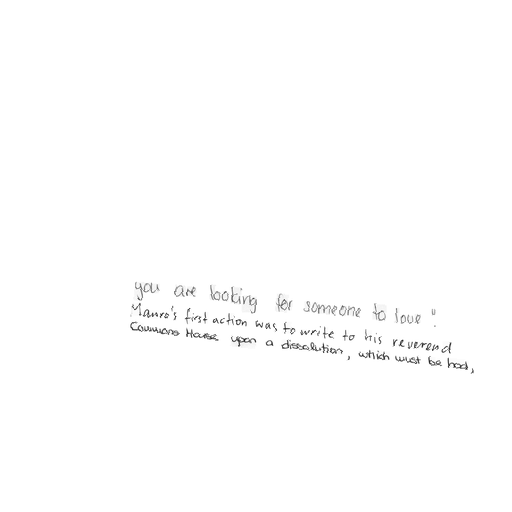 you are looking for someone to love ".
Mauro's first action was to write to his reverend
Commons House upon a dissolution, which must be had,